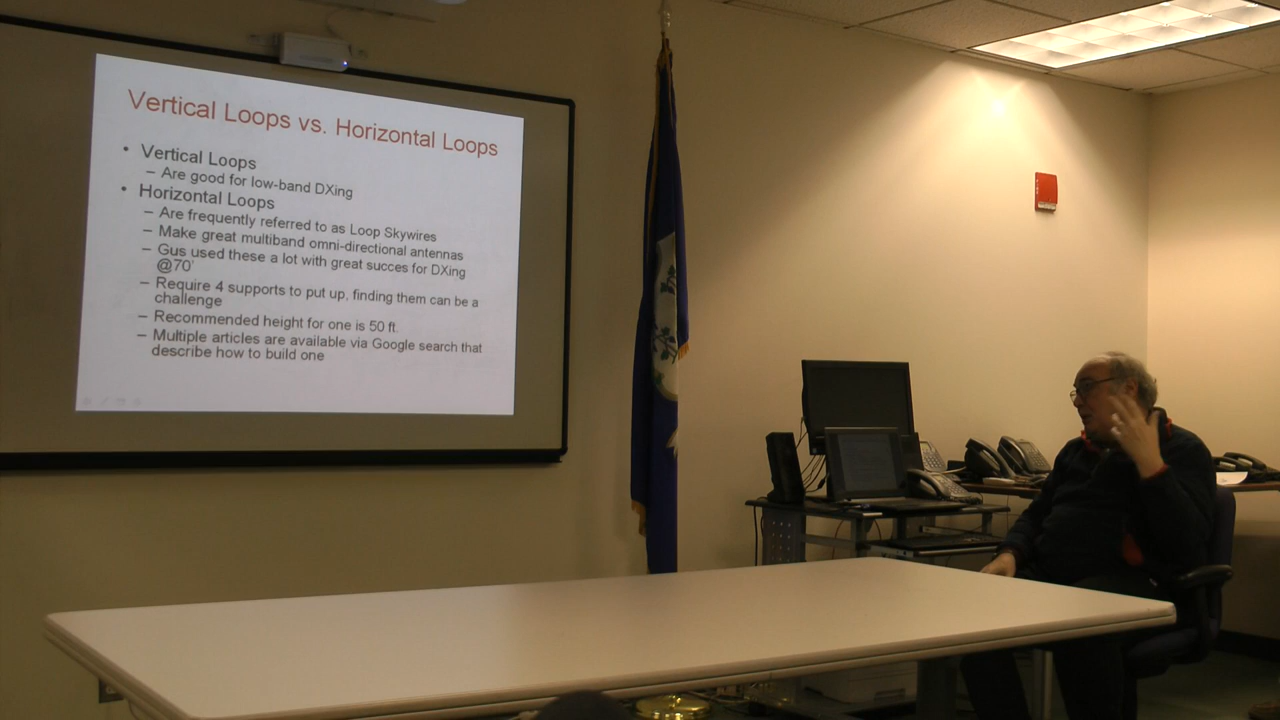 Vertical Loops vs. Horizontal Loops
• Vertical Loops
– Are good for low-band DXing
• Horizontal Loops
– Are frequently referred to as Loop Skywires
– Make great multiband omni-directional antennas
– Gus used these a lot with great succes for DXing
@70'
– Require 4 supports to put up, finding them can be a
challenge
– Recommended height for one is 50 ft.
– Multiple articles are available via Google search that
describe how to build one